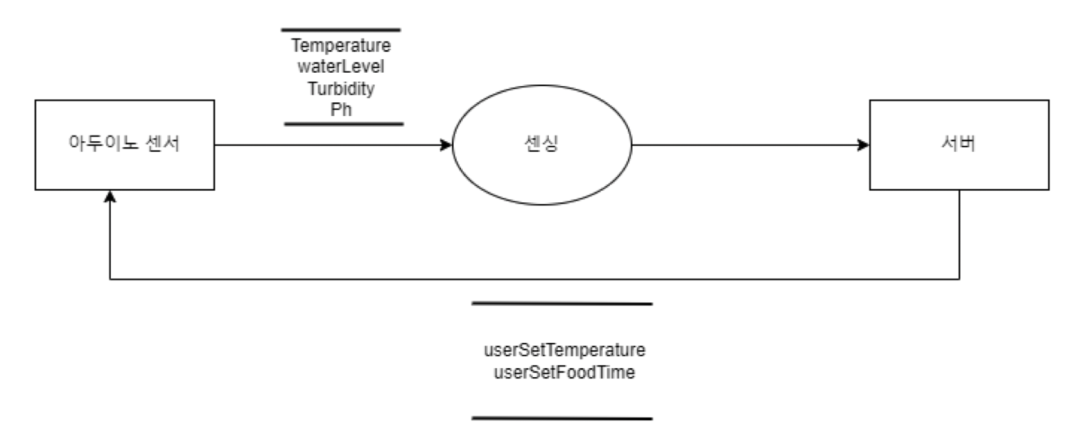 Temperature
waterLevel
Turbidity
Ph
아두이노 센서
센싱
서버
userSetTemperature
userSetFoodTime